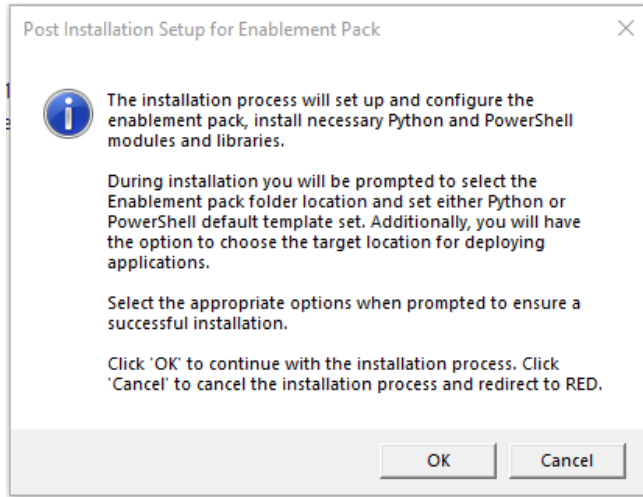 Post Installation Setup for Enablement Pack
The installation process will set up and configure the
enablement pack, install necessary Python and PowerShell
modules and libraries.
During installation you will be prompted to select the
Enablement pack folder location and set either Python or
PowerShell default template set. Additionally, you will have
the option to choose the target location for deploying
applications.
Select the appropriate options when prompted to ensure a
successful installation.
Click 'OK' to continue with the installation process. Click
'Cancel' to cancel the installation process and redirect to RED.
OK Cancel